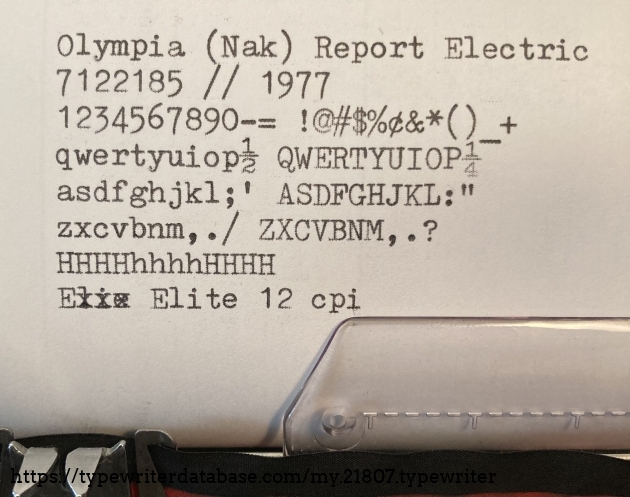 Olympia (Nak) Report Electric
7122185 // 1977
1234567890-= !@#$%¢&*()_+
qwertyuiop½ QWERTYUIOP¼
asdfghjkl;' ASDFGHJKL:"
zxcvbnm,./ ZXCVBNM,.?
HHHHhhhhHHHH
Elite 12 cpi
https://typewriterdatabase.com/my.21807.typewriter